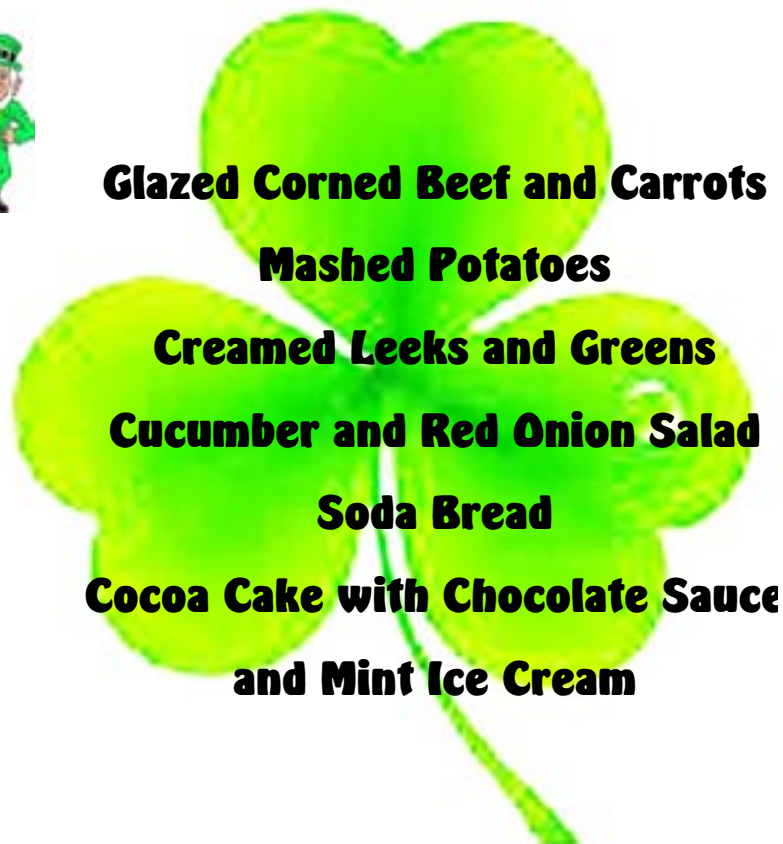 Glazed Corned Beef and Carrots
Mashed Potatoes
Creamed Leeks and Greens
Cucumber and Red Onion Salad
Soda Bread
Cocoa Cake with Chocolate Sauce
and Mint Ice Cream